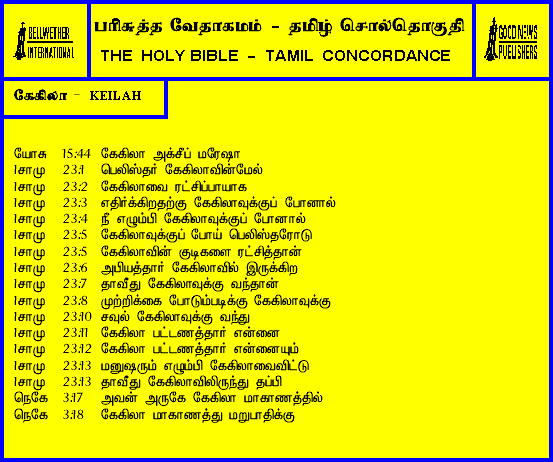 BELLWETHER
INTERNATIONAL
பரிசுத்த வேதாகமம் - தமிழ் சொல்தொகுதி
THE HOLY BIBLE - TAMIL CONCORDANCE
GOOD NEWS
PUBLISHERS
கேகிலா - KEILAH
யோசு 15:44 கேகிலா அக்சீப் மரேஷா
1சாமு 23:1 பெலிஸ்தர் கேகிலாவின்மேல்
1சாமு 23:2 கேகிலாவை ரட்சிப்பாயாக
1சாமு 23:3 எதிர்க்கிறதற்கு கேகிலாவுக்குப் போனால்
1சாமு 23:4 நீ எழும்பி கேகிலாவுக்குப் போனால்
1சாமு 23:5 கேகிலாவுக்குப் போய் பெலிஸ்தரோடு
1சாமு 23:5 கேகிலாவின் குடிகளை ரட்சித்தான்
1சாமு 23:6 அபியத்தார் கேகிலாவில் இருக்கிற
1சாமு 23:7 தாவீது கேகிலாவுக்கு வந்தான்
1சாமு 23:8 முற்றிக்கை போடும்படிக்கு கேகிலாவுக்கு
1சாமு 23:10 சவுல் கேகிலாவுக்கு வந்து
1சாமு 23:11 கேகிலா பட்டணத்தார் என்னை
1சாமு 23:12 கேகிலா பட்டணத்தார் என்னையும்
1சாமு 23:13 மனுஷரும் எழும்பி கேகிலாவைவிட்டு
1சாமு 23:13 தாவீது கேகிலாவிலிருந்து தப்பி
நெகே 3:17 அவன் அருகே கேகிலா மாகாணத்தில்
நெகே 3:18 கேகிலா மாகாணத்து மறுபாதிக்கு